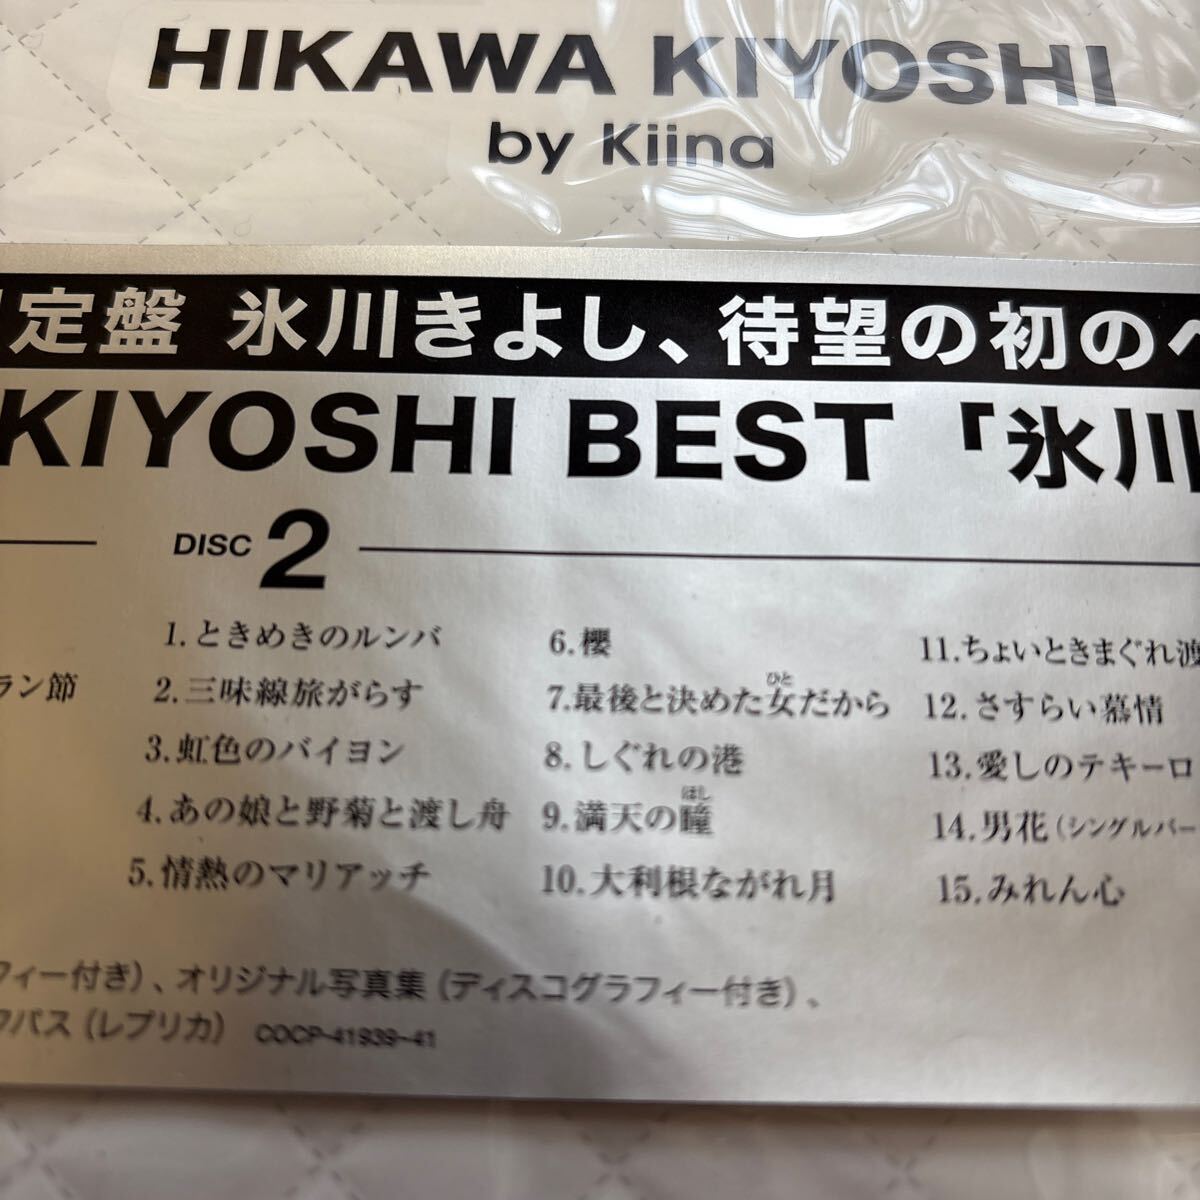 HIKAWA KIYOSHI
by Kiina
定盤 氷川きよし、待望の初のベ
KIYOSHI BEST「氷川
DISC 2
ラン節
1.ときめきのルンバ
2.三味線旅がらす
3.虹色のバイヨン
4.あの娘と野菊と渡し舟
5.情熱のマリアッチ
6.櫻
7.最後と決めた女だから
ひと
8.しぐれの港
9.満天の瞳
ほし
10.大利根ながれ月
11.ちょいときまぐれ渡
12.さすらい慕情
13.愛しのテキーロ
14.男花(シングルバー
15.みれん心
フィー付き)、オリジナル写真集(ディスコグラフィー付き)、
パス(レプリカ) COCP-41939~41